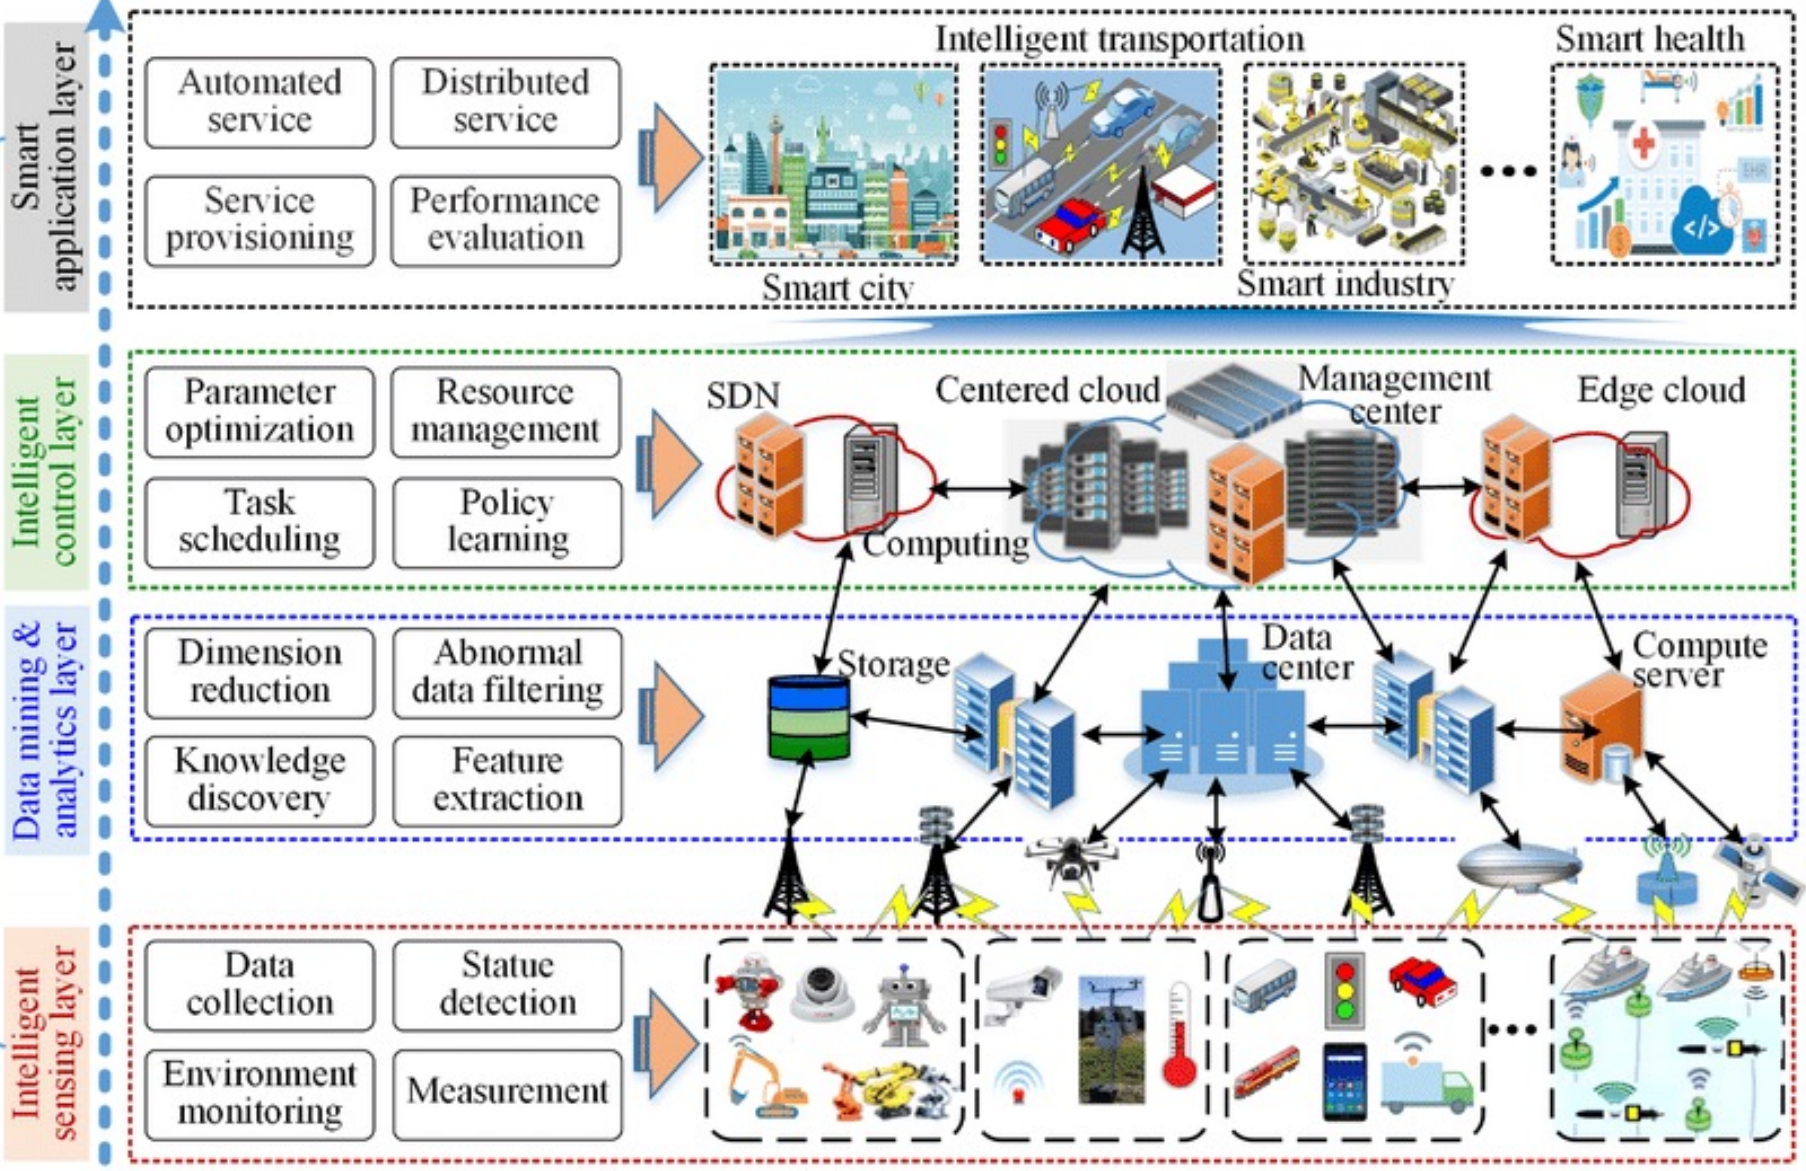 Smart
application layer
Automated
service
Distributed
service
Service
provisioning
Performance
evaluation
Intelligent transportation
Smart health
EHR
</>
Smart city
Smart industry
Intelligent
control layer
Parameter
optimization
Resource
management
Task
scheduling
Policy
learning
SDN
Centered cloud
Management
center
Edge cloud
Computing
Data mining &
analytics layer
Dimension
reduction
Abnormal
data filtering
Knowledge
discovery
Feature
extraction
Storage
Data
center
Compute
server
Intelligent
sensing layer
Data
collection
Statue
detection
Environment
monitoring
Measurement